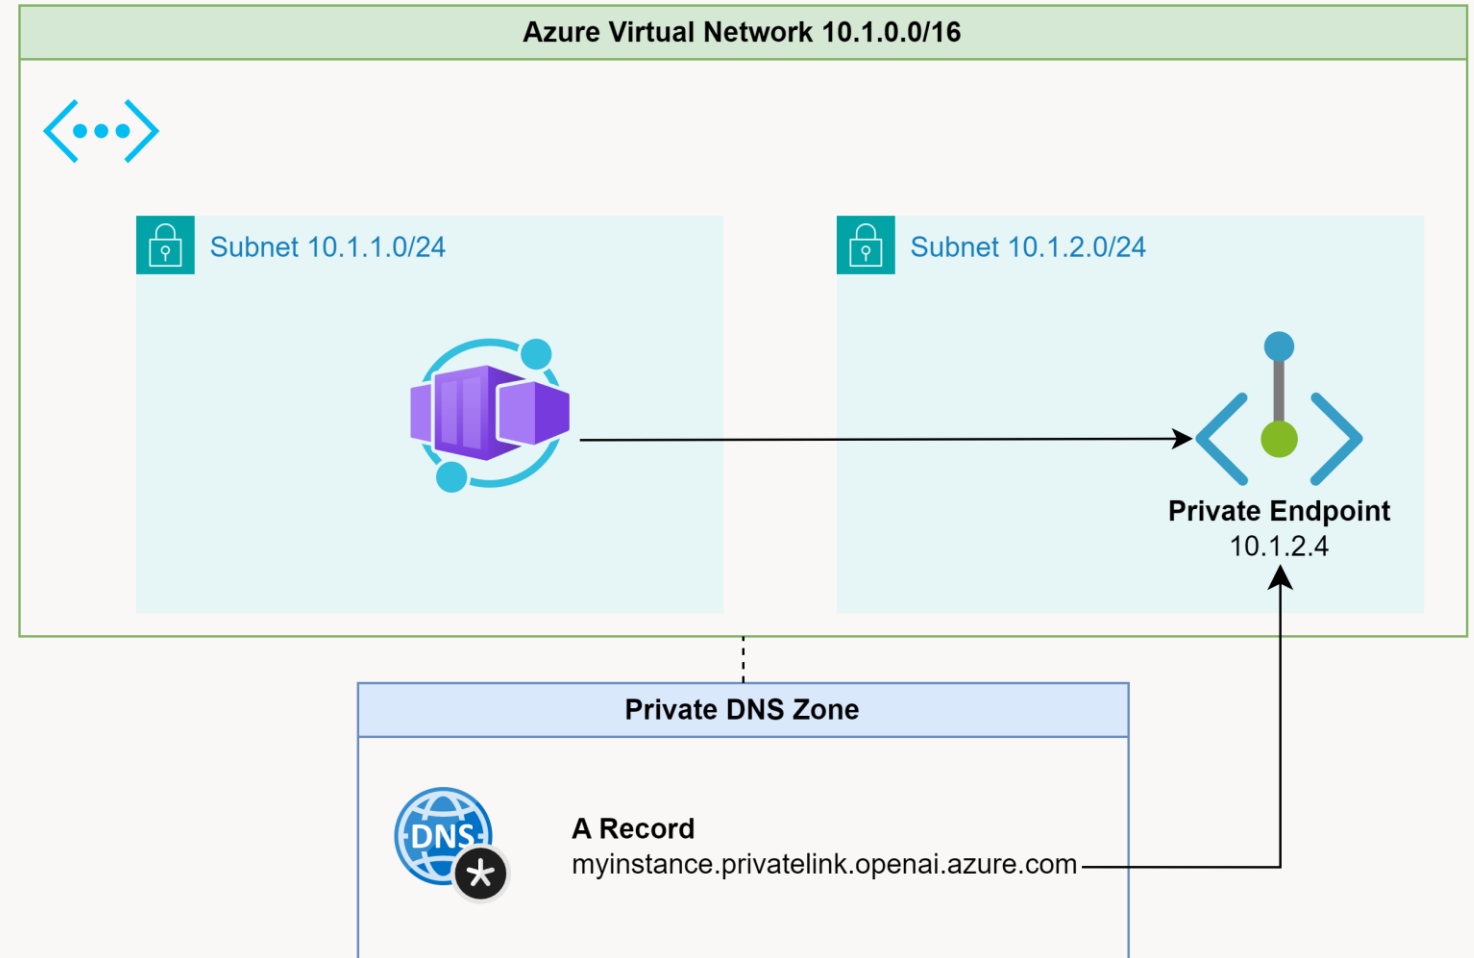 Azure Virtual Network 10.1.0.0/16
Subnet 10.1.1.0/24
Subnet 10.1.2.0/24
Private Endpoint
10.1.2.4
Private DNS Zone
DNS
A Record
myinstance.privatelink.openai.azure.com